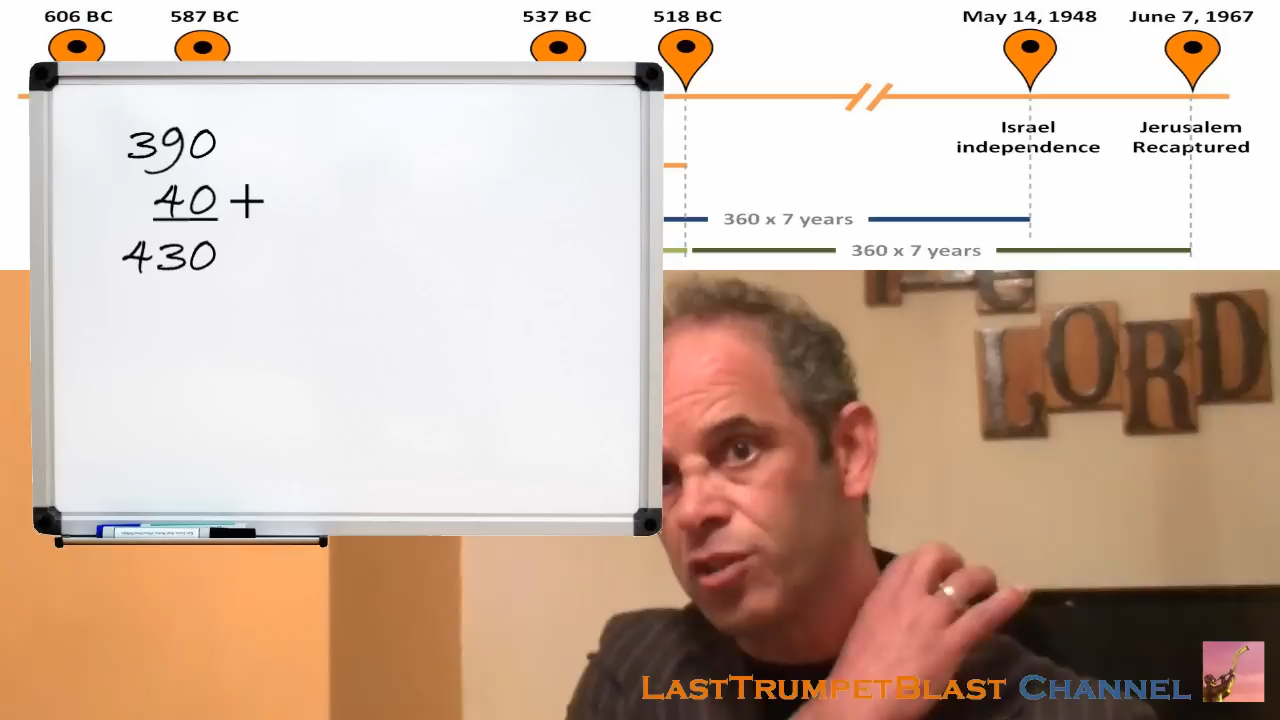 606 BC 587 BC 537 BC 518 BC May 14, 1948 June 7, 1967
Israel independence
Jerusalem Recaptured
360 x 7 years
360 x 7 years
390
40 +
430
THE
LORD
LASTTRUMPETBLAST CHANNEL